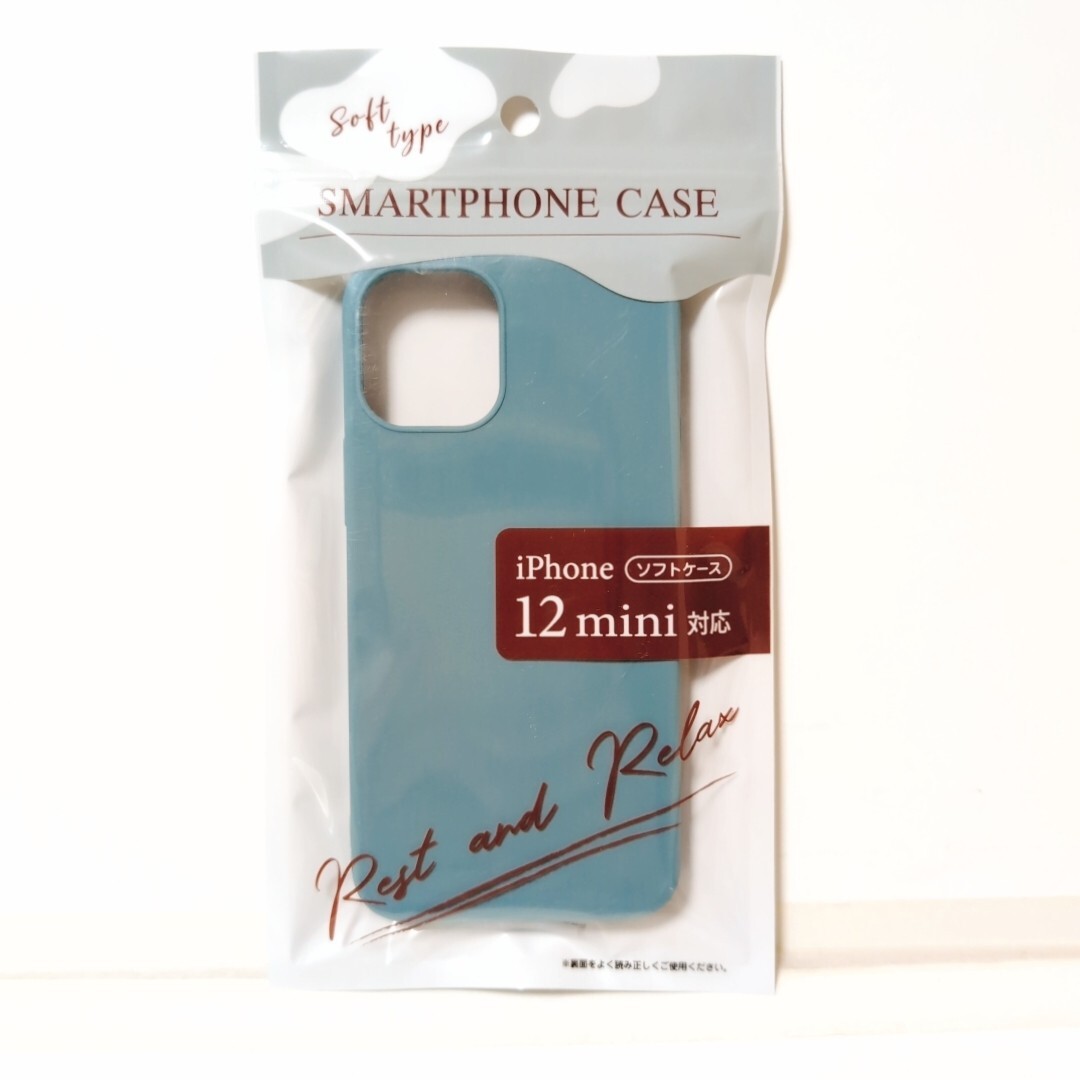 Soft
type
SMARTPHONE CASE
iPhone ソフトケース
12 mini 対応
Rest and Relax
※裏面をよく読み正しくご使用ください。